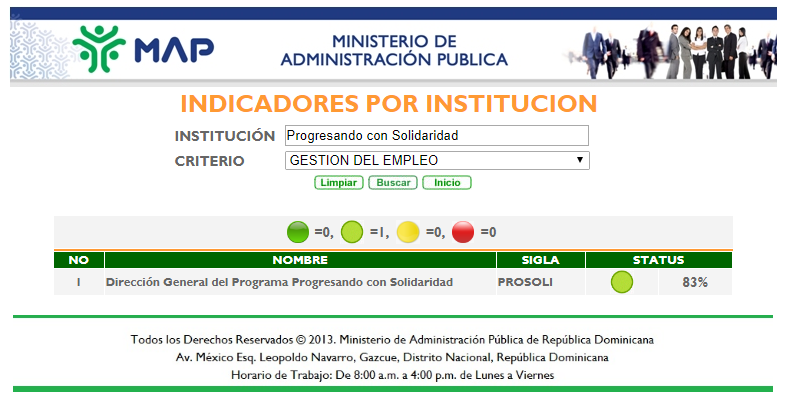 MAP
MINISTERIO DE
ADMINISTRACIÓN PUBLICA
INDICADORES POR INSTITUCION
INSTITUCIÓN Progresando con Solidaridad
CRITERIO GESTION DEL EMPLEO
Limpiar Buscar Inicio
=0, =1, =0, =0
NO NOMBRE SIGLA STATUS
1 Dirección General del Programa Progresando con Solidaridad PROSOLI 83%
Todos los Derechos Reservados © 2013. Ministerio de Administración Pública de República Dominicana
Av. México Esq. Leopoldo Navarro, Gazcue, Distrito Nacional, República Dominicana
Horario de Trabajo: De 8:00 a.m. a 4:00 p.m. de Lunes a Viernes